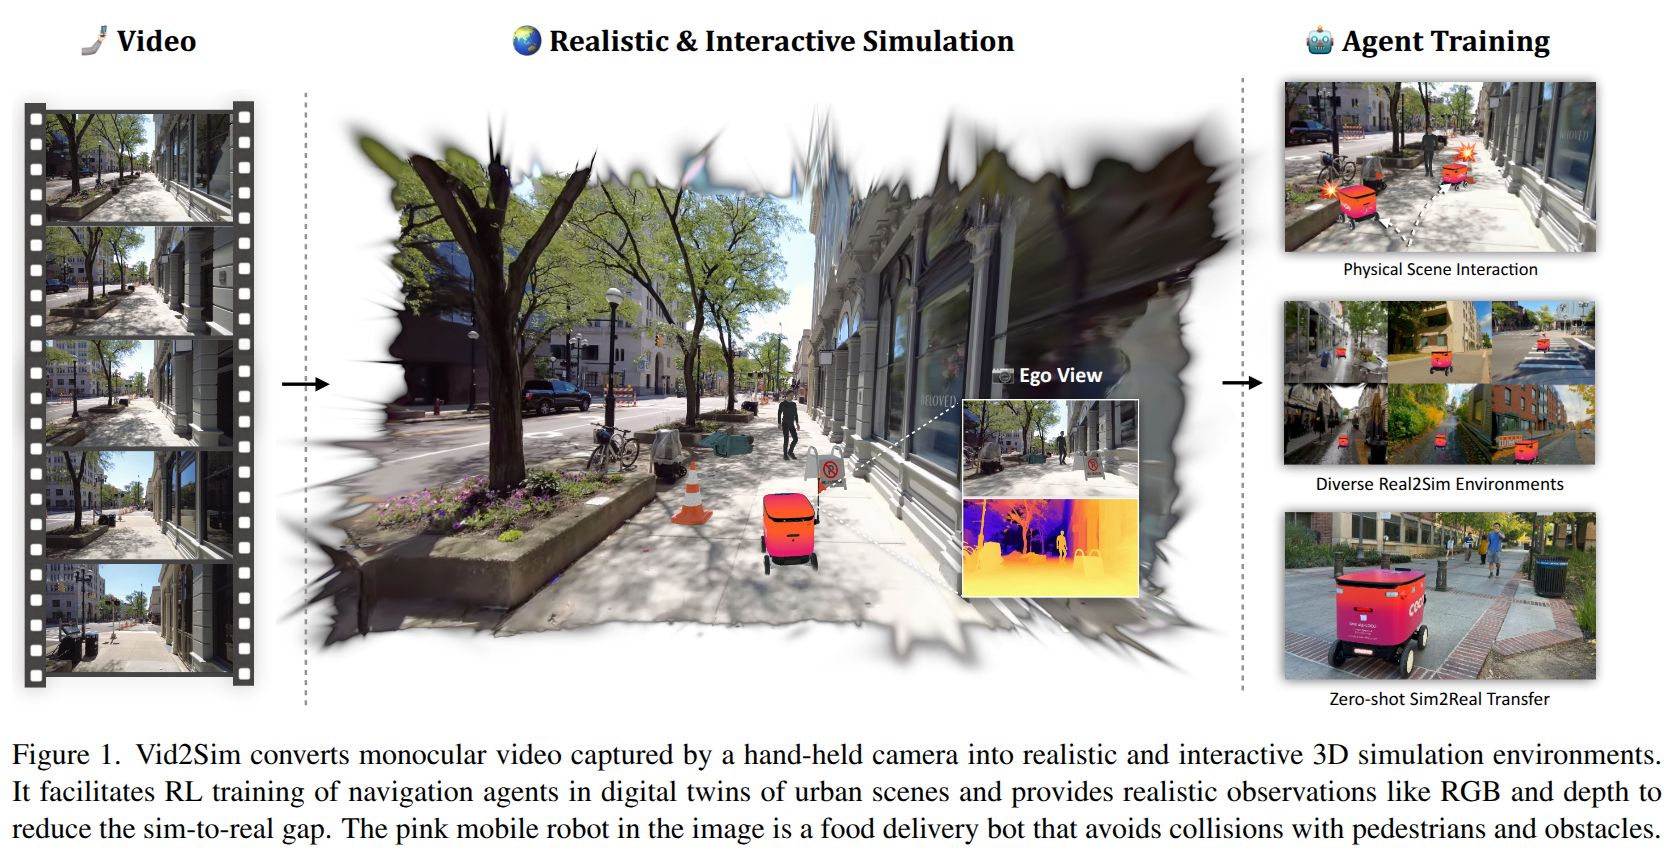 Video
Realistic & Interactive Simulation
Agent Training
BELOVED
Ego View
BELOVED
Physical Scene Interaction
Diverse Real2Sim Environments
COCO
Zero-shot Sim2Real Transfer
Figure 1. Vid2Sim converts monocular video captured by a hand-held camera into realistic and interactive 3D simulation environments.
It facilitates RL training of navigation agents in digital twins of urban scenes and provides realistic observations like RGB and depth to
reduce the sim-to-real gap. The pink mobile robot in the image is a food delivery bot that avoids collisions with pedestrians and obstacles.